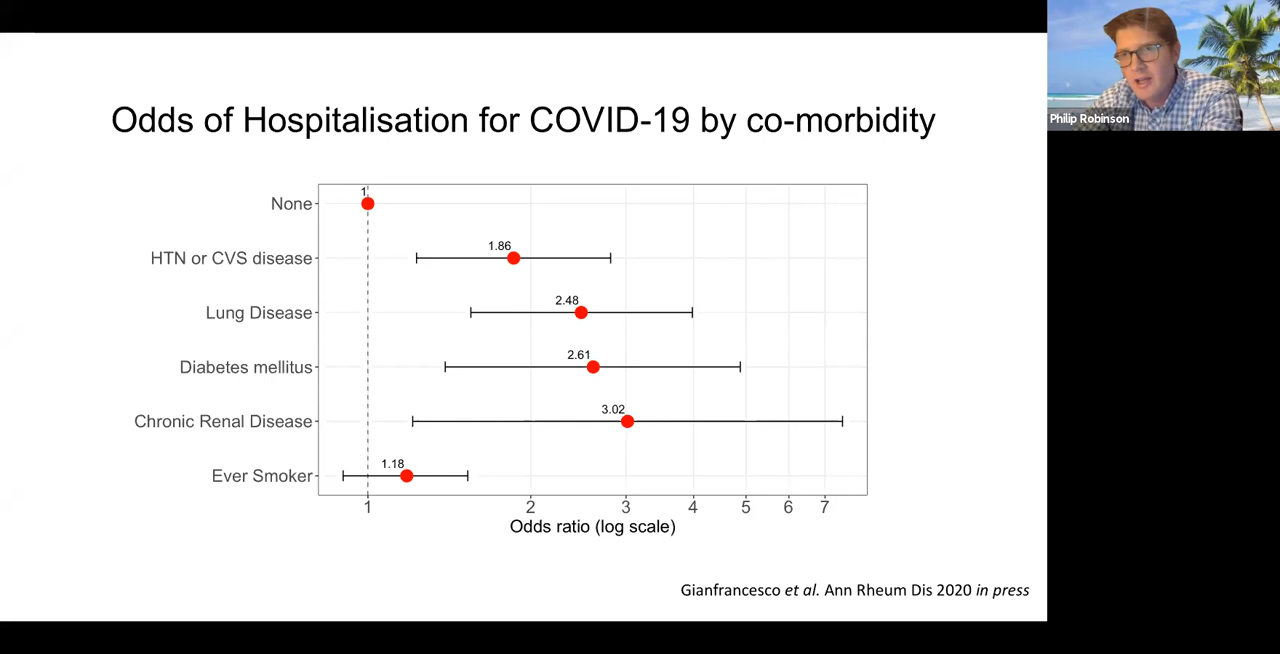 Odds of Hospitalisation for COVID-19 by co-morbidity
Philip Robinson
None
1
HTN or CVS disease
1.86
Lung Disease
2.48
Diabetes mellitus
2.61
Chronic Renal Disease
3.02
Ever Smoker
1.18
1 2 3 4 5 6 7
Odds ratio (log scale)
Gianfrancesco et al. Ann Rheum Dis 2020 in press